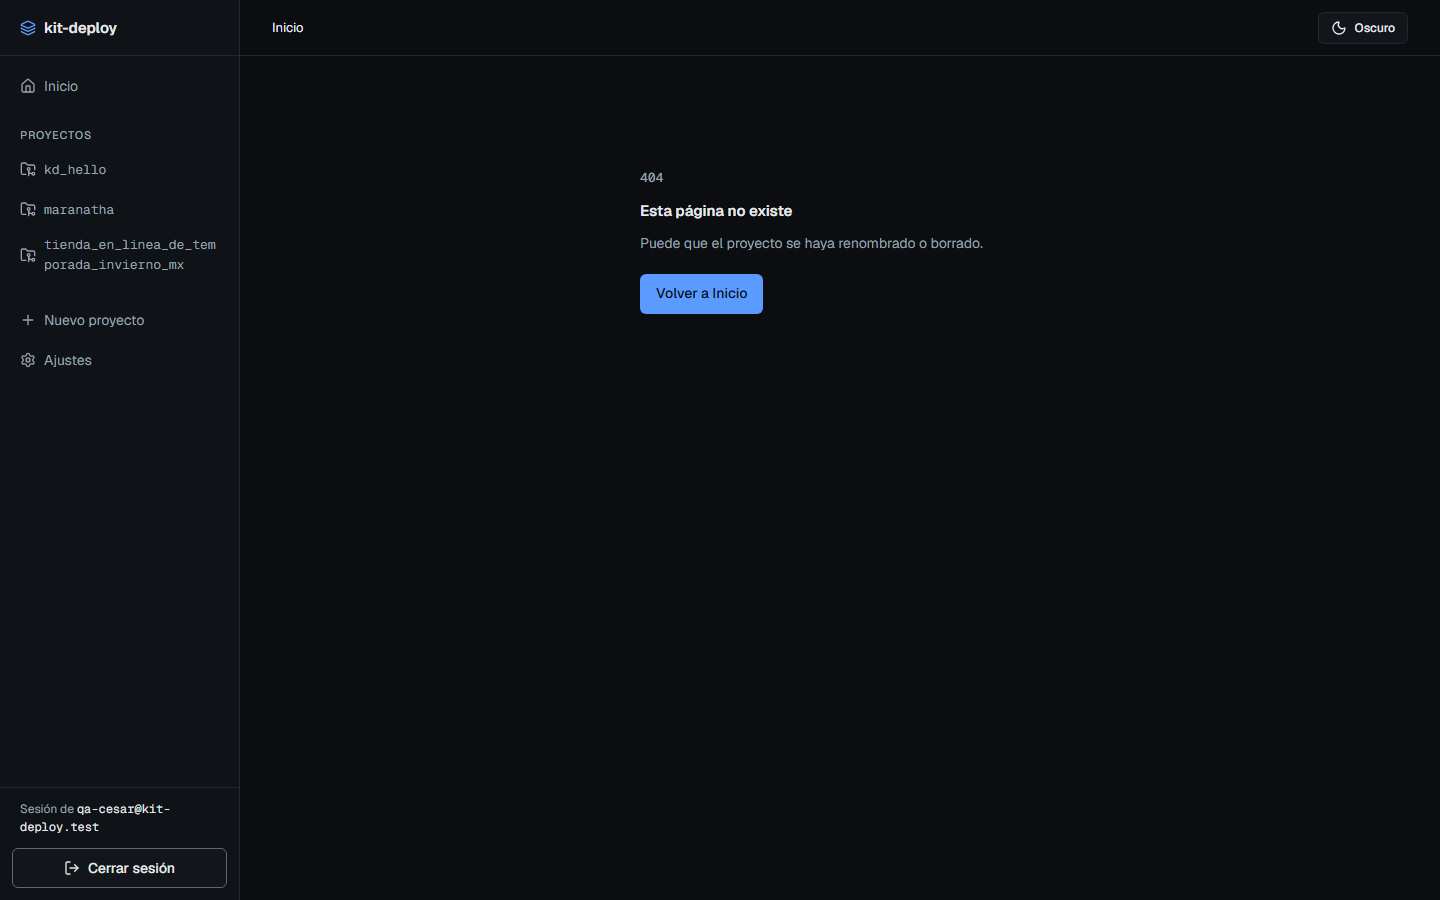 kit-deploy
Inicio
PROYECTOS
kd_hello
maranatha
tienda_en_linea_de_tem
porada_invierno_mx
Nuevo proyecto
Ajustes
Sesión de qa-cesar@kit-
deploy.test
Cerrar sesión
Inicio
Oscuro
404
Esta página no existe
Puede que el proyecto se haya renombrado o borrado.
Volver a Inicio